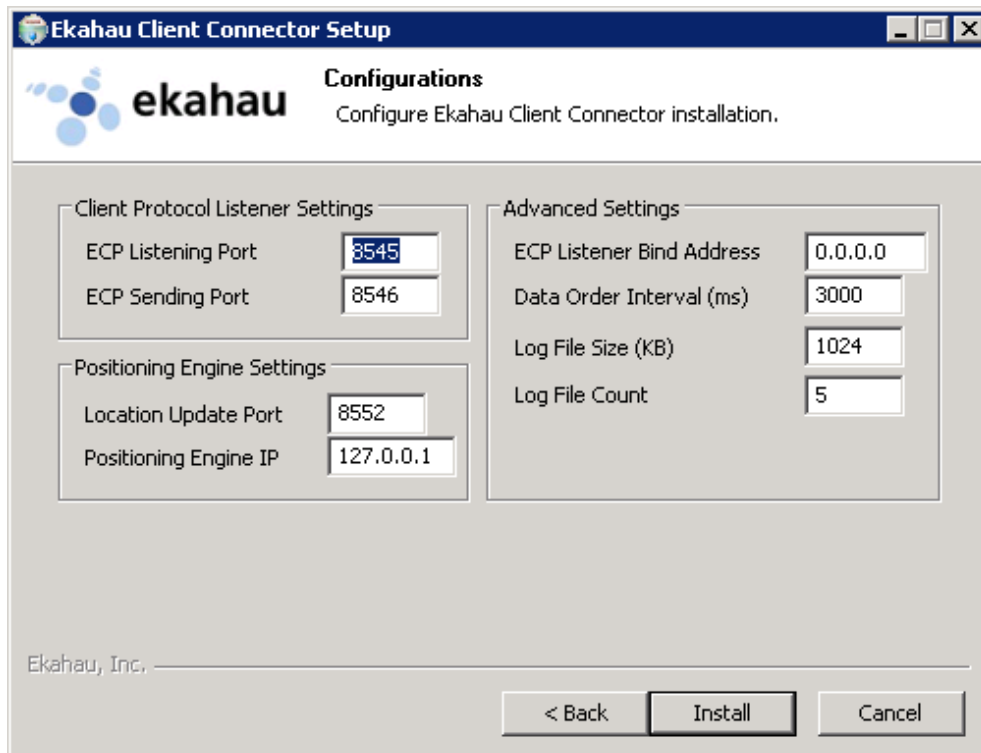 Ekahau Client Connector Setup
ekahau
Configurations
Configure Ekahau Client Connector installation.
Client Protocol Listener Settings
ECP Listening Port 8545
ECP Sending Port 8546
Positioning Engine Settings
Location Update Port 8552
Positioning Engine IP 127.0.0.1
Advanced Settings
ECP Listener Bind Address 0.0.0.0
Data Order Interval (ms) 3000
Log File Size (KB) 1024
Log File Count 5
Ekahau, Inc.
< Back Install Cancel